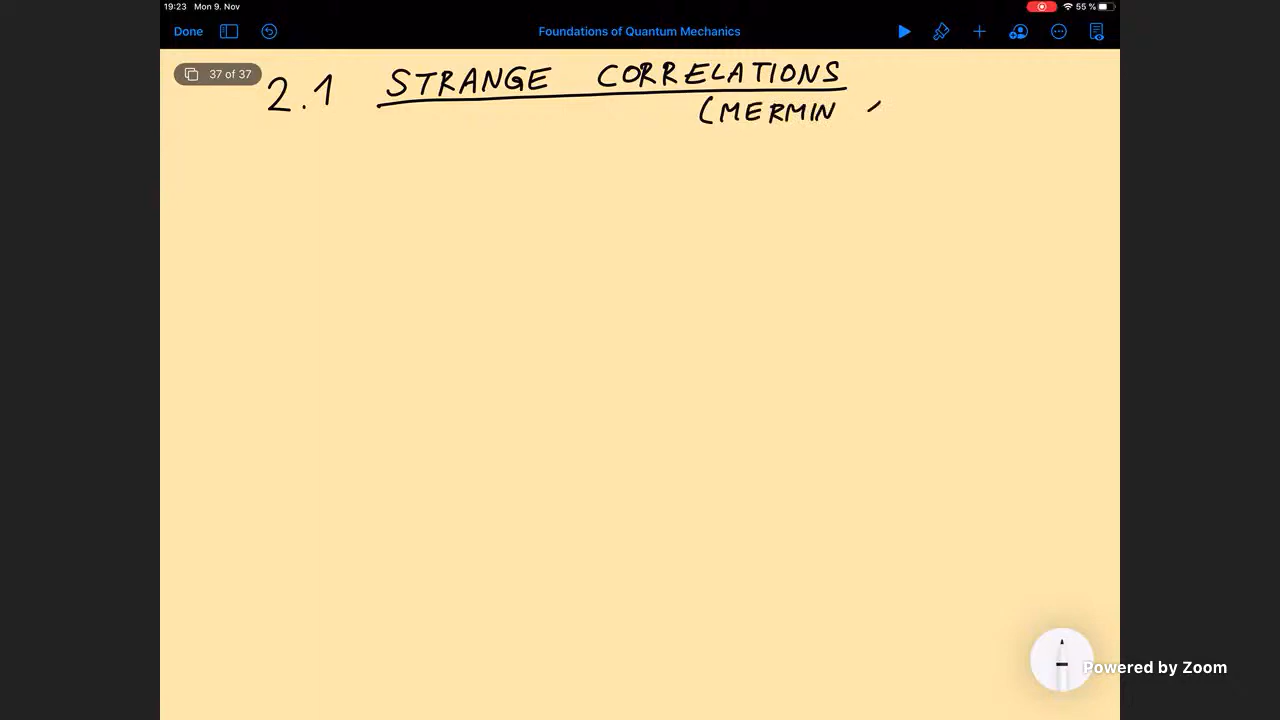 19:23 Mon 9. Nov
55 %
Done
Foundations of Quantum Mechanics
37 of 37
2.1 STRANGE CORRELATIONS
(MERMIN
Powered by Zoom